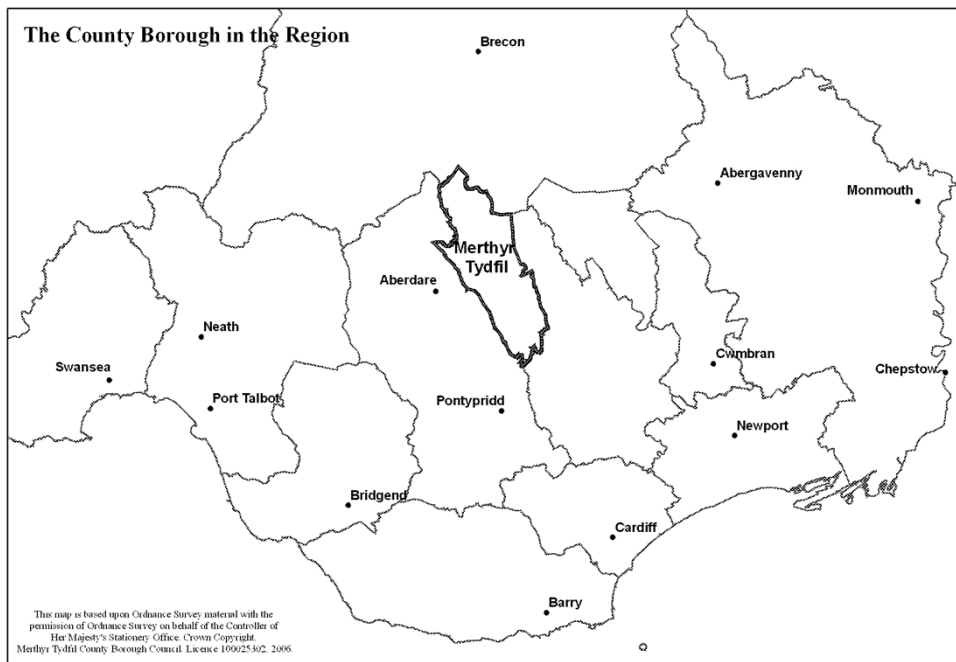 The County Borough in the Region
Brecon
Abergavenny
Monmouth
Merthyr
Tydfil
Aberdare
Neath
Swansea
Cwmbran
Chepstow
Port Talbot
Pontypridd
Newport
Bridgend
Cardiff
Barry
This map is based upon Ordnance Survey material with the
permission of Ordnance Survey on behalf of the Controller of
Her Majesty's Stationery Office. Crown Copyright.
Merthyr Tydfil County Borough Council. Licence 100025302. 2006.